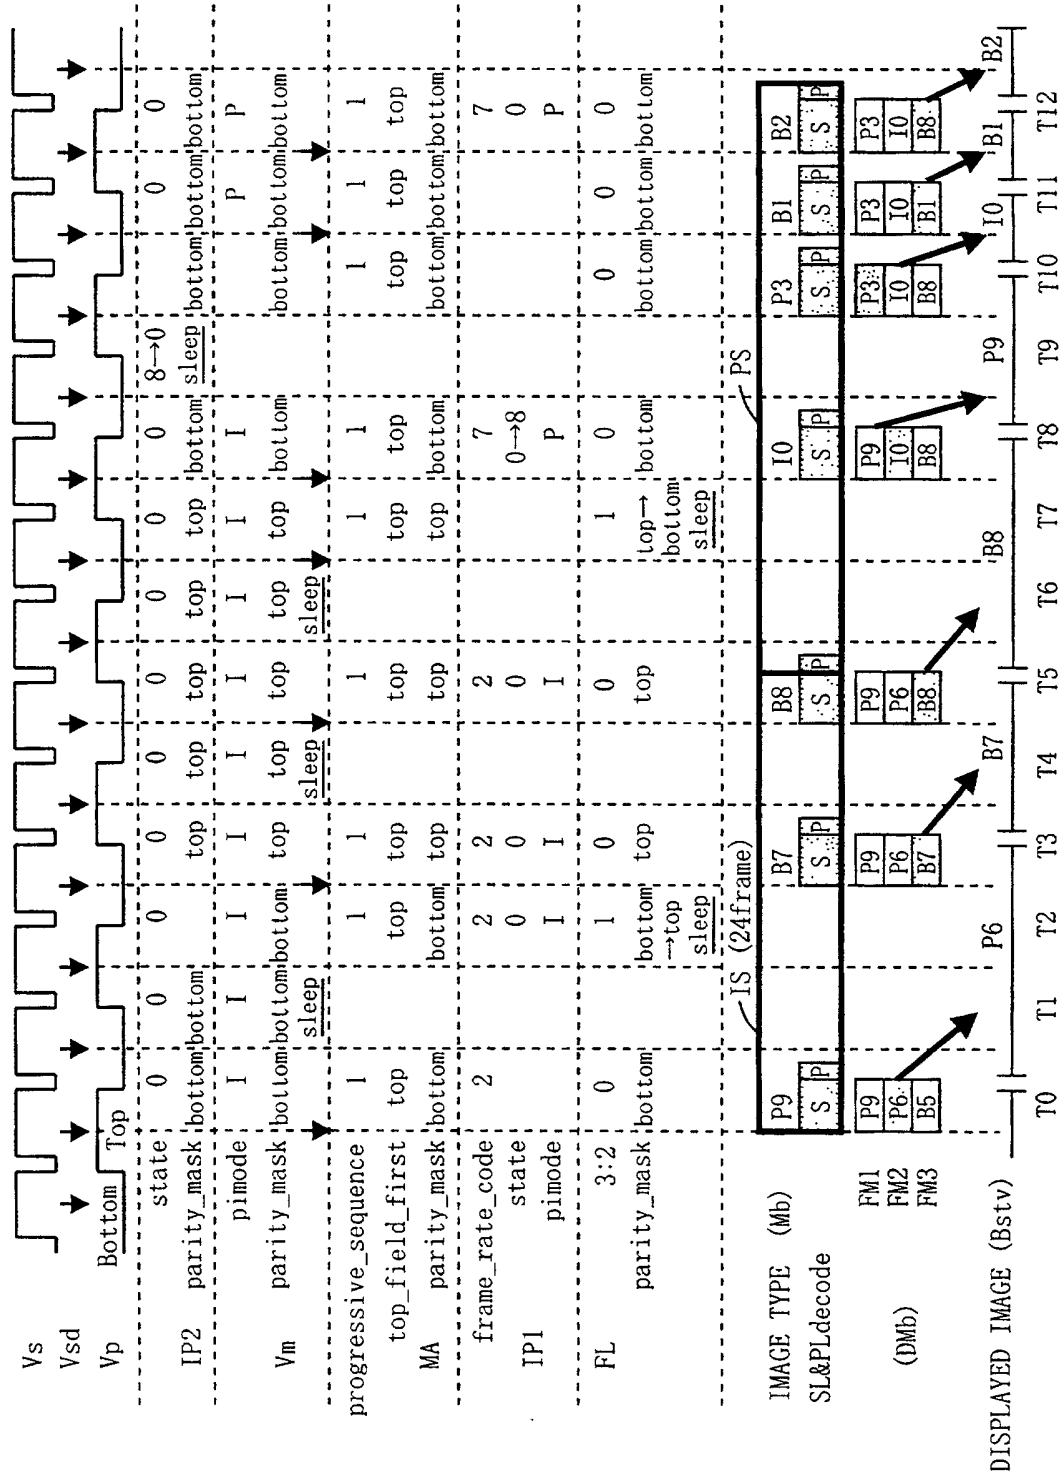 Vs
Vsd
Vp Bottom Top
state 0 0 0 0 0 0 0 0 0 8→0 0 0
IP2 parity_mask bottom bottom top top top top top bottom sleep bottom bottom bottom
pimode I I I I I I I I I P P
Vm parity_mask bottom bottom bottom top top top top top bottom bottom bottom bottom
sleep sleep sleep
progressive_sequence 1 1 1 1 1 1 1 1 1
top_field_first top top top top top top top top top
MA parity_mask bottom bottom top top top bottom bottom bottom bottom
frame_rate_code 2 2 2 2 7 7
IP1 state 0 0 0 0→8 0
pimode I I I P P
FL 3:2 0 1 0 0 1 0 0 0 0
parity_mask bottom bottom top top top→ bottom bottom bottom bottom
→top bottom
sleep sleep
IS (24frame) PS
IMAGE TYPE (Mb) P9 B7 B8 I0 P3 B1 B2
SL&PLdecode S P S P S P S P S P S P S P
FM1 P9 P9 P9 P9 P3 P3 P3
(DMb) FM2 P6 P6 P6 I0 I0 I0 I0
FM3 B5 B7 B8 B8 B8 B1 B8
DISPLAYED IMAGE (Bstv) P6 B7 B8 P9 I0 B1 B2
T0 T1 T2 T3 T4 T5 T6 T7 T8 T9 T10 T11 T12